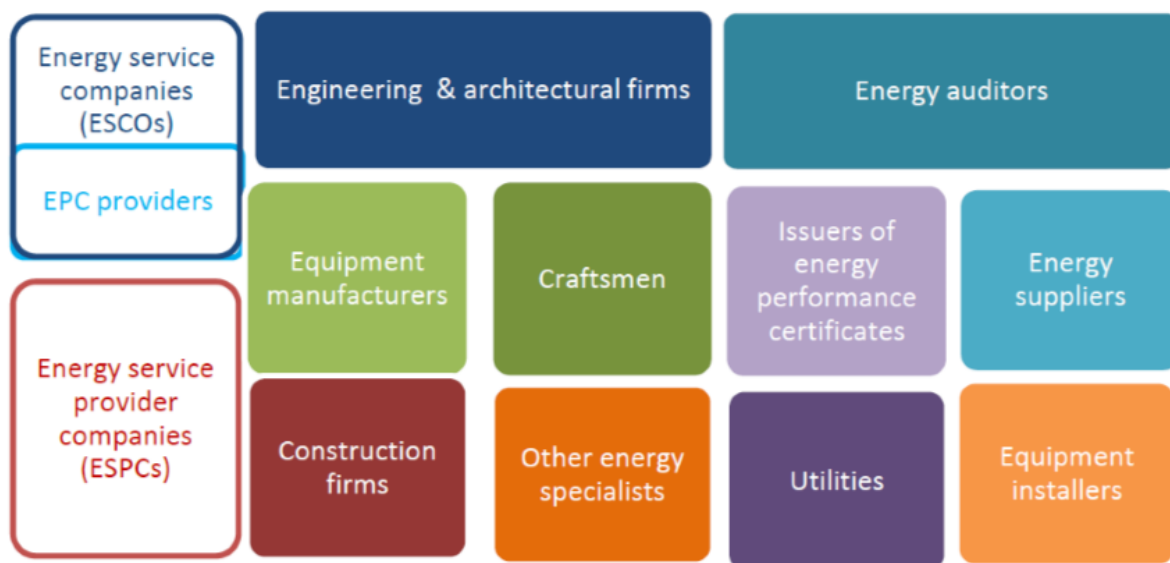 Energy service
companies
(ESCOs)
EPC providers
Energy service
provider
companies
(ESPCs)
Engineering & architectural firms
Energy auditors
Equipment
manufacturers
Craftsmen
Issuers of
energy
performance
certificates
Energy
suppliers
Construction
firms
Other energy
specialists
Utilities
Equipment
installers